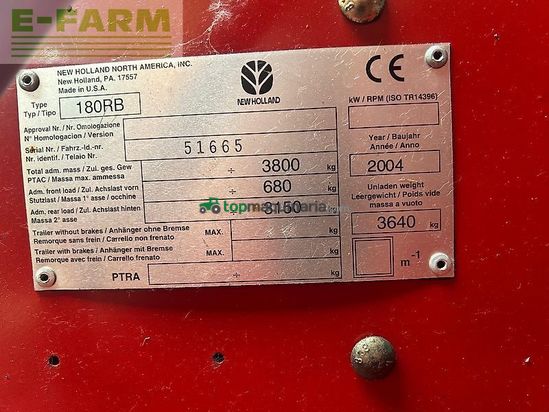 E-FARM
NEW HOLLAND NORTH AMERICA, INC.
New Holland, PA. 17557
Made in U.S.A.
NEW HOLLAND
CE
Type
Typ / Tipo
180RB
kW / RPM (ISO TR14396)
Approval Nr. / Nr. Omologazione
N° Homologacion / Version
Serial Nr. / Fahrz.-Id.-nr.
Nr. identif. / Telaio Nr.
51665
Year / Baujahr
Année / Anno
2004
Total adm. mass / Zul. ges. Gew
PTAC / Massa max. ammessa
÷ 3800 kg
Adm. front load / Zul. Achslast vorn
Stutzlast / Massa 1° asse / occhine
÷ 680 kg
Unladen weight
Leergewicht / Poids vide
massa a vuoto
Adm. rear load / Zul. Achslast hinten
Massa 2° asse
3150 kg
topmaquinaria.com
3640 kg
Trailer without brakes / Anhänger ohne Bremse
Remorque sans frein / Carrello non frenato
MAX. kg
Trailer with brakes / Anhänger mit Bremse
Remorque avec frein / Carrello frenato
MAX. kg
PTRA ÷ kg
m⁻¹